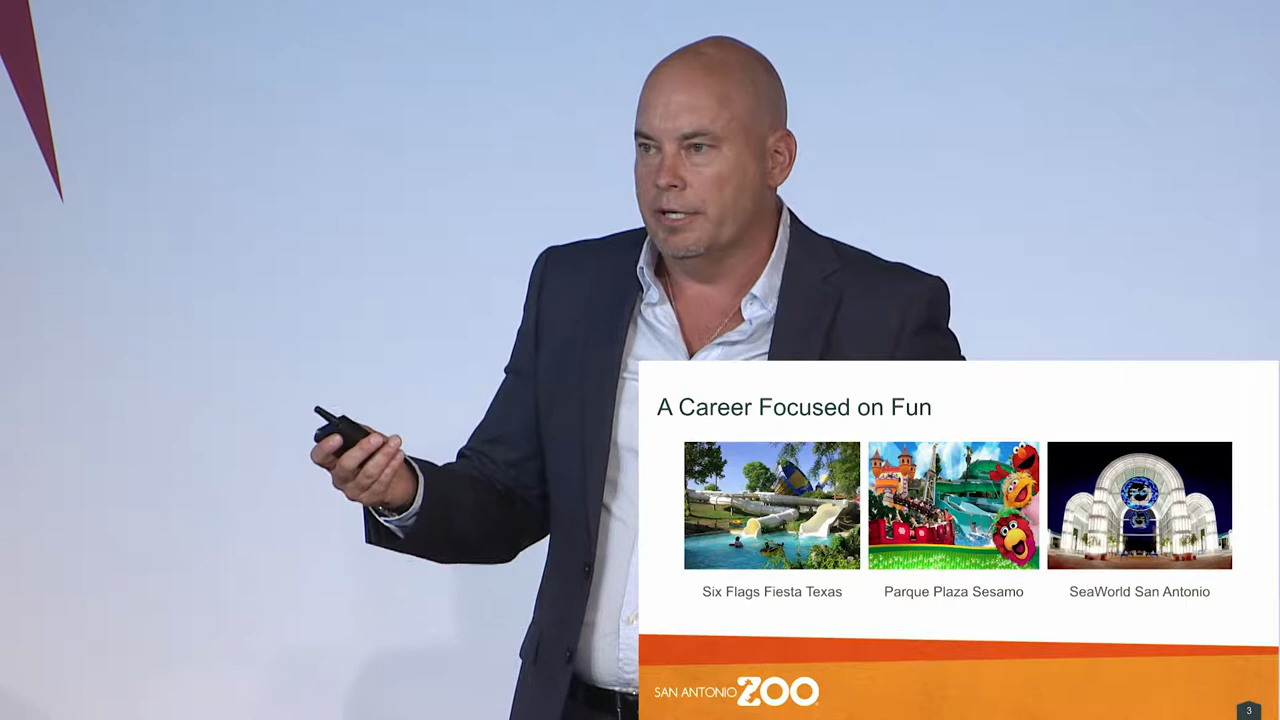 A Career Focused on Fun
Six Flags Fiesta Texas
Parque Plaza Sesamo
SeaWorld San Antonio
SAN ANTONIO ZOO
3